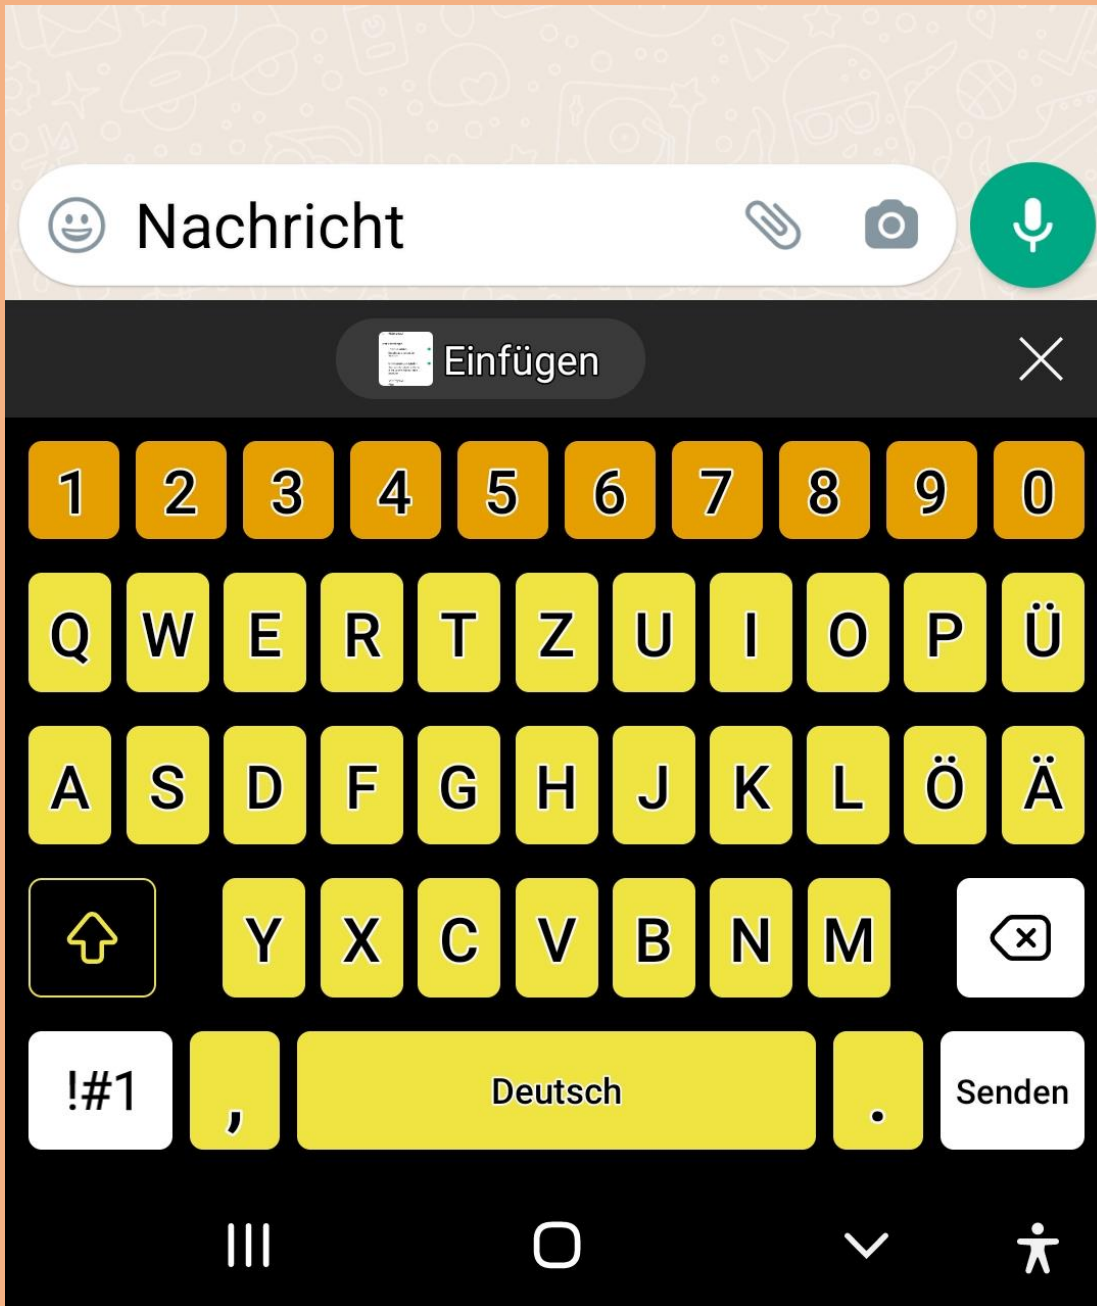 Nachricht
Einfügen
1 2 3 4 5 6 7 8 9 0
Q W E R T Z U I O P Ü
A S D F G H J K L Ö Ä
Y X C V B N M
!#1 , Deutsch . Senden